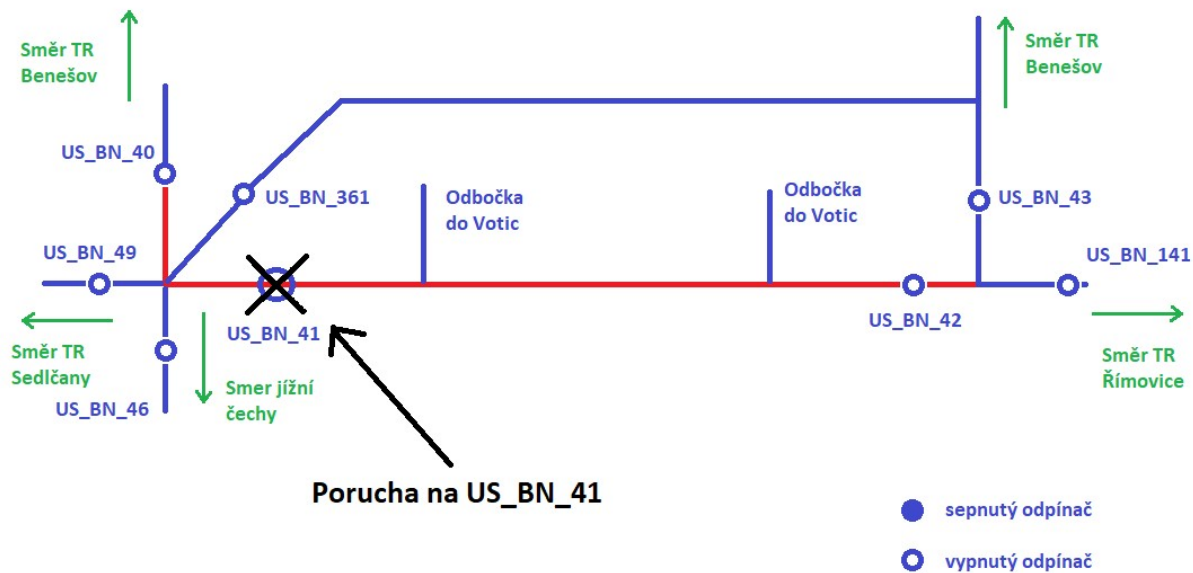 Směr TR
Benešov
Směr TR
Benešov
US_BN_40
US_BN_361
Odbočka
do Votic
Odbočka
do Votic
US_BN_43
US_BN_49
US_BN_141
US_BN_41
US_BN_42
Směr TR
Sedlčany
Smer jížní
čechy
Směr TR
Římovice
US_BN_46
Porucha na US_BN_41
sepnutý odpínač
vypnutý odpínač